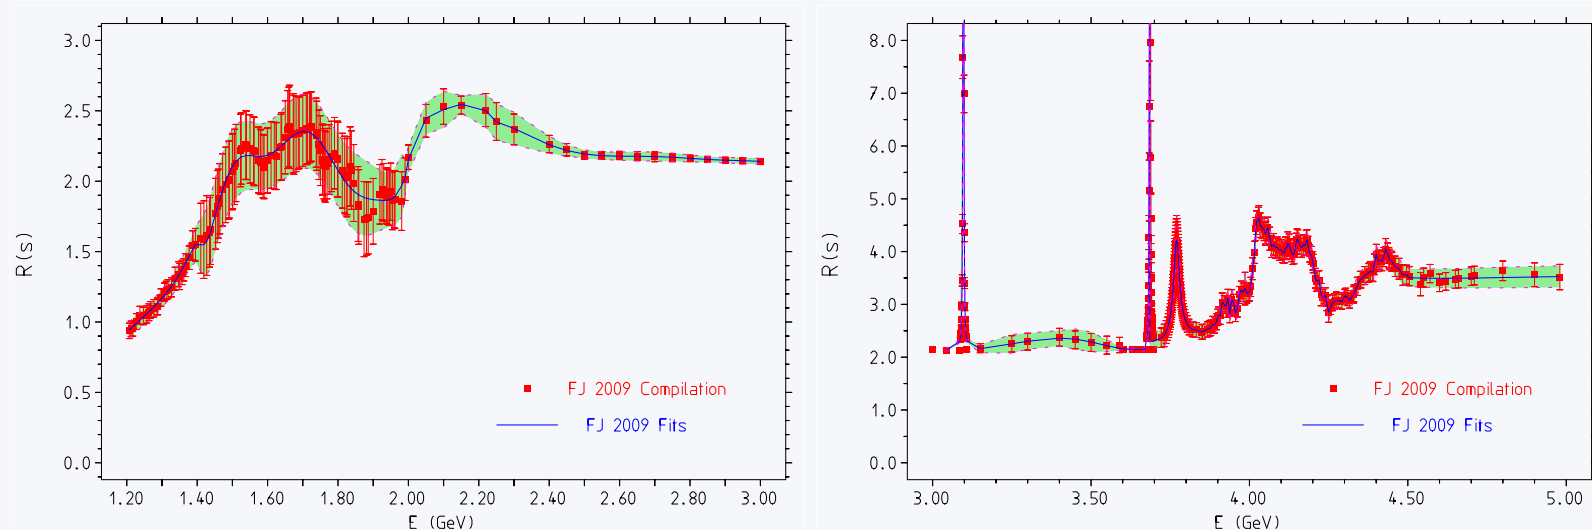 3.0
2.5
2.0
1.5
1.0
0.5
0.0
R(s)
FJ 2009 Compilation
FJ 2009 Fits
1.20 1.40 1.60 1.80 2.00 2.20 2.40 2.60 2.80 3.00
E (GeV)
8.0
7.0
6.0
5.0
4.0
3.0
2.0
1.0
0.0
R(s)
FJ 2009 Compilation
FJ 2009 Fits
3.00 3.50 4.00 4.50 5.00
E (GeV)